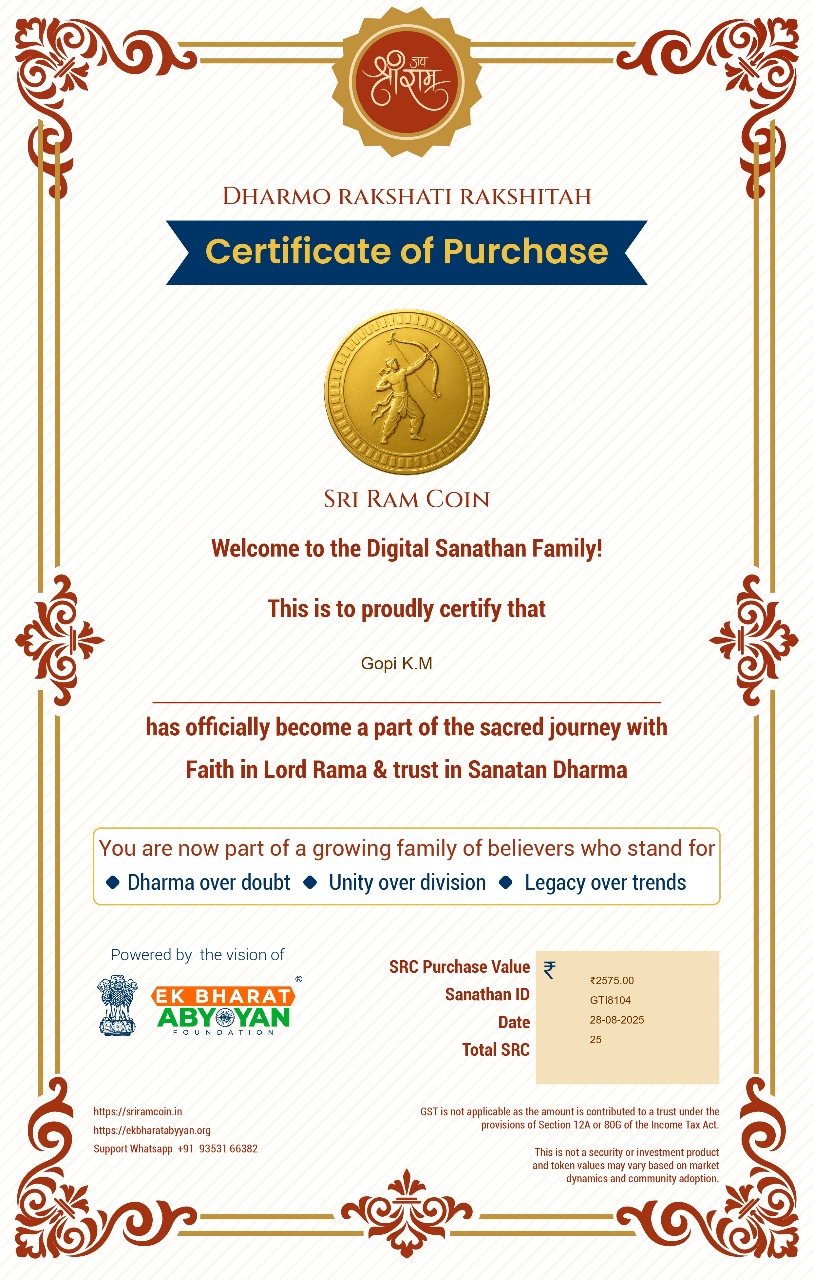 जय
श्रीराम
DHARMO RAKSHATI RAKSHITAH
Certificate of Purchase
SRI RAM COIN
Welcome to the Digital Sanathan Family!
This is to proudly certify that
Gopi K.M
has officially become a part of the sacred journey with
Faith in Lord Rama & trust in Sanatan Dharma
You are now part of a growing family of believers who stand for
◆ Dharma over doubt ◆ Unity over division ◆ Legacy over trends
Powered by the vision of
EK BHARAT ®
ABYYAN
FOUNDATION
SRC Purchase Value ₹ ₹2575.00
Sanathan ID GTI8104
Date 28-08-2025
Total SRC 25
https://sriramcoin.in
https://ekbharatabyyan.org
Support Whatsapp +91 93531 66382
GST is not applicable as the amount is contributed to a trust under the
provisions of Section 12A or 80G of the Income Tax Act.
This is not a security or investment product
and token values may vary based on market
dynamics and community adoption.